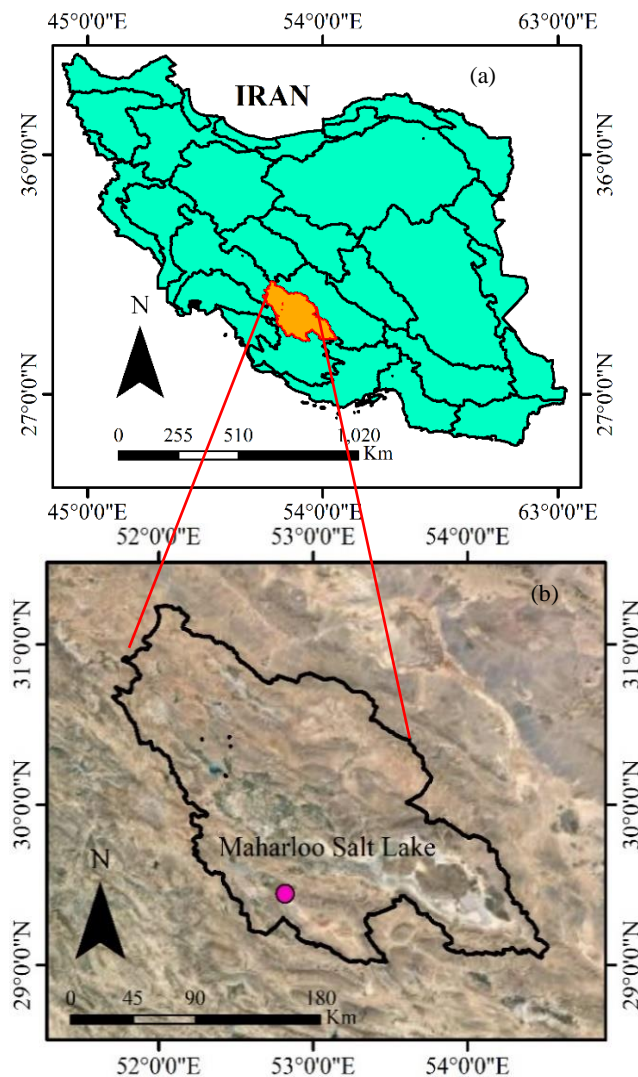 45°0'0"E 54°0'0"E 63°0'0"E
(a)
IRAN
36°0'0"N 36°0'0"N
N
27°0'0"N 27°0'0"N
0 255 510 1,020
Km
45°0'0"E 54°0'0"E 63°0'0"E
52°0'0"E 53°0'0"E 54°0'0"E
(b)
31°0'0"N 31°0'0"N
30°0'0"N 30°0'0"N
Maharloo Salt Lake
N
29°0'0"N 29°0'0"N
0 45 90 180
Km
52°0'0"E 53°0'0"E 54°0'0"E